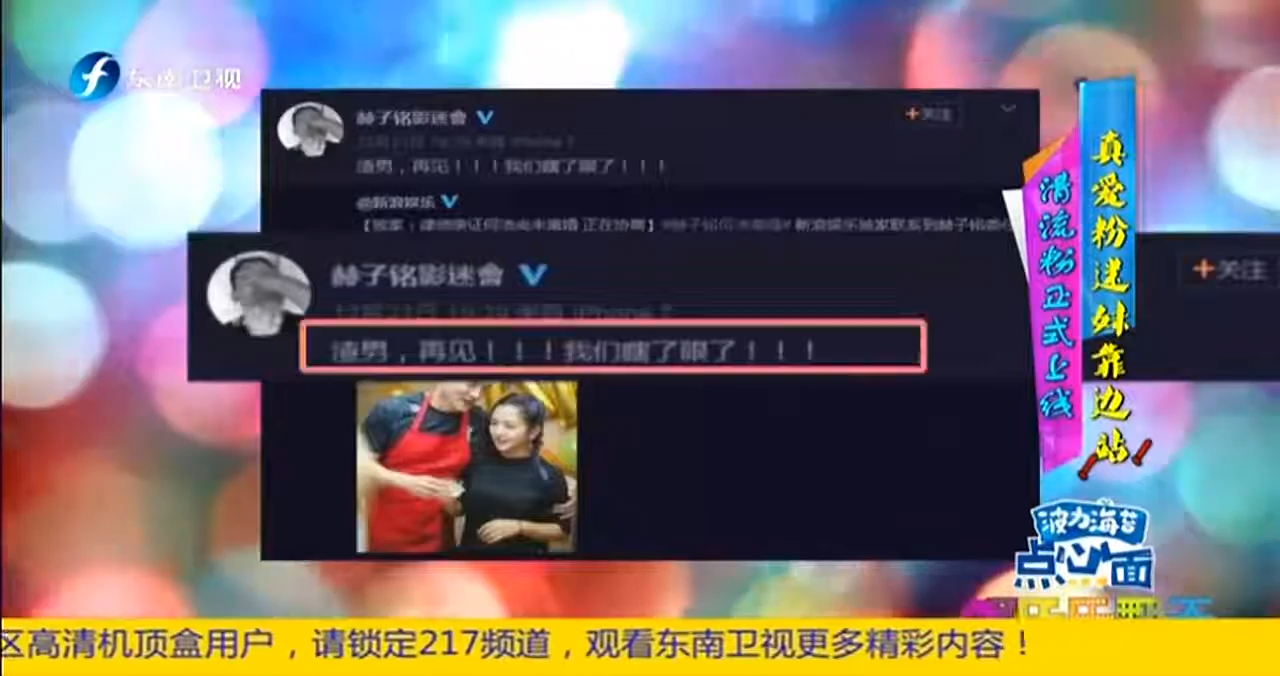 东南卫视
赫子铭影迷會
+关注
渣男，再见！！！我们瞎了眼了！！！
@新浪娱乐
赫子铭影迷會
+关注
渣男，再见！！！我们瞎了眼了！！！
真爱粉迷妹靠边站！
滑流粉正式上线
波力海苔
点心面
区高清机顶盒用户，请锁定217频道，观看东南卫视更多精彩内容！